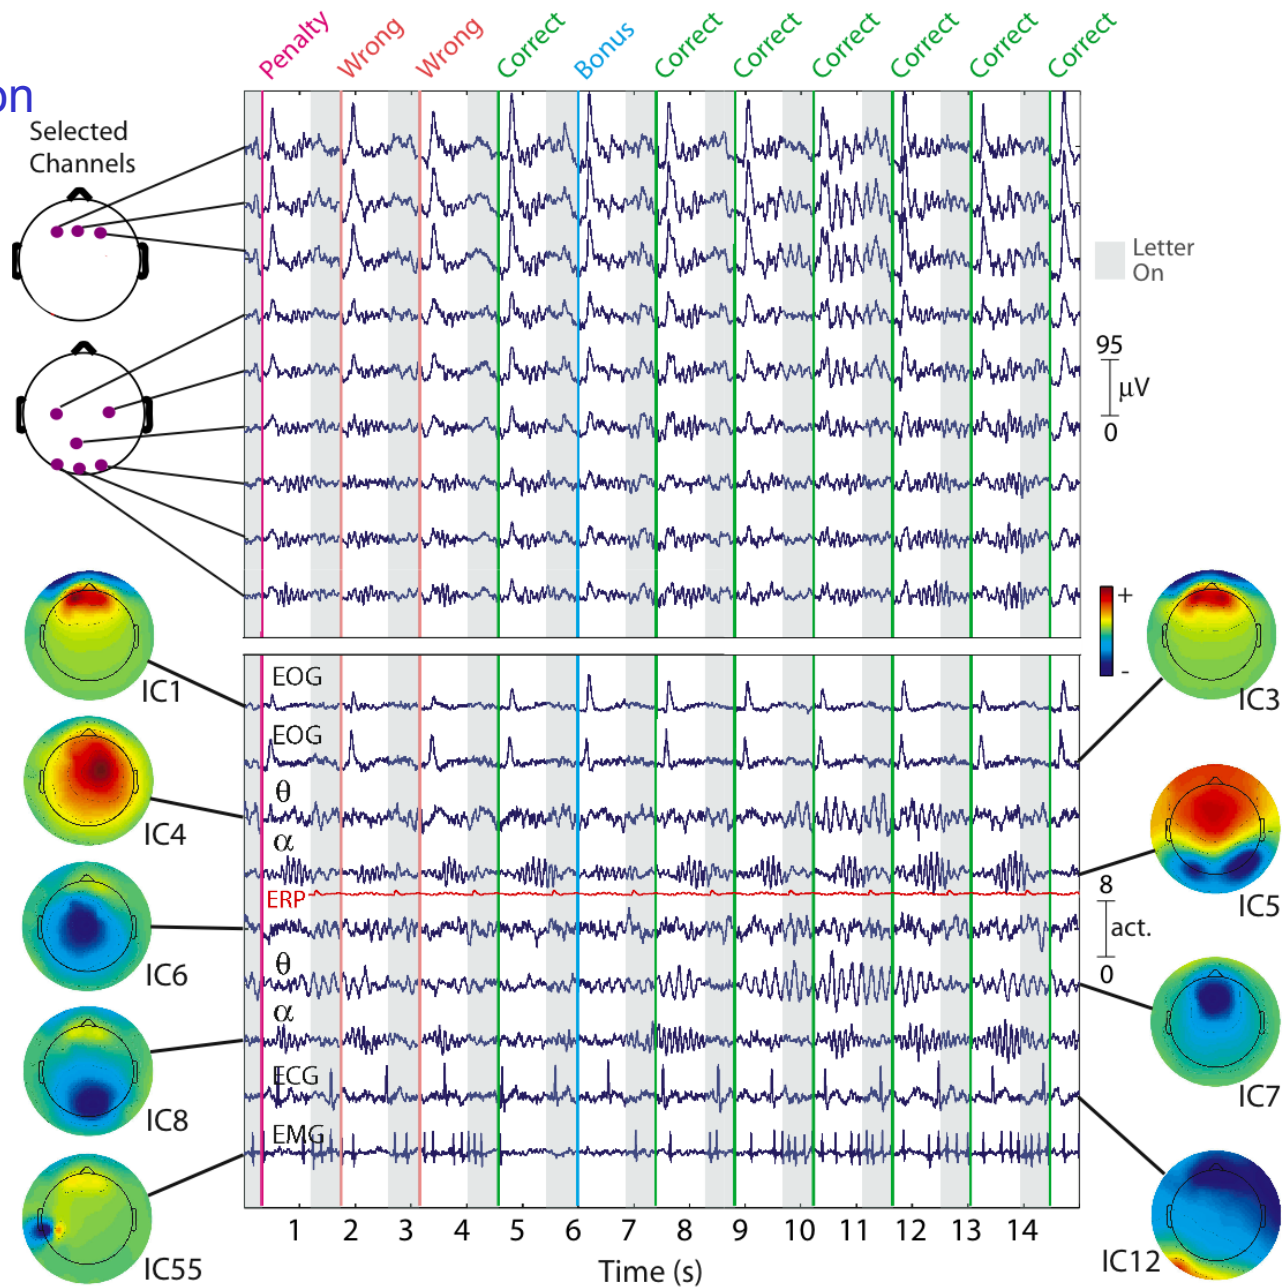 Penalty
Wrong
Wrong
Correct
Bonus
Correct
Correct
Correct
Correct
Correct
Correct
on
Selected
Channels
Letter
On
95
μV
0
+
-
IC1
IC4
IC6
IC8
IC55
EOG
EOG
θ
α
ERP
θ
α
ECG
EMG
IC3
IC5
8
act.
0
IC7
IC12
1 2 3 4 5 6 7 8 9 10 11 12 13 14
Time (s)